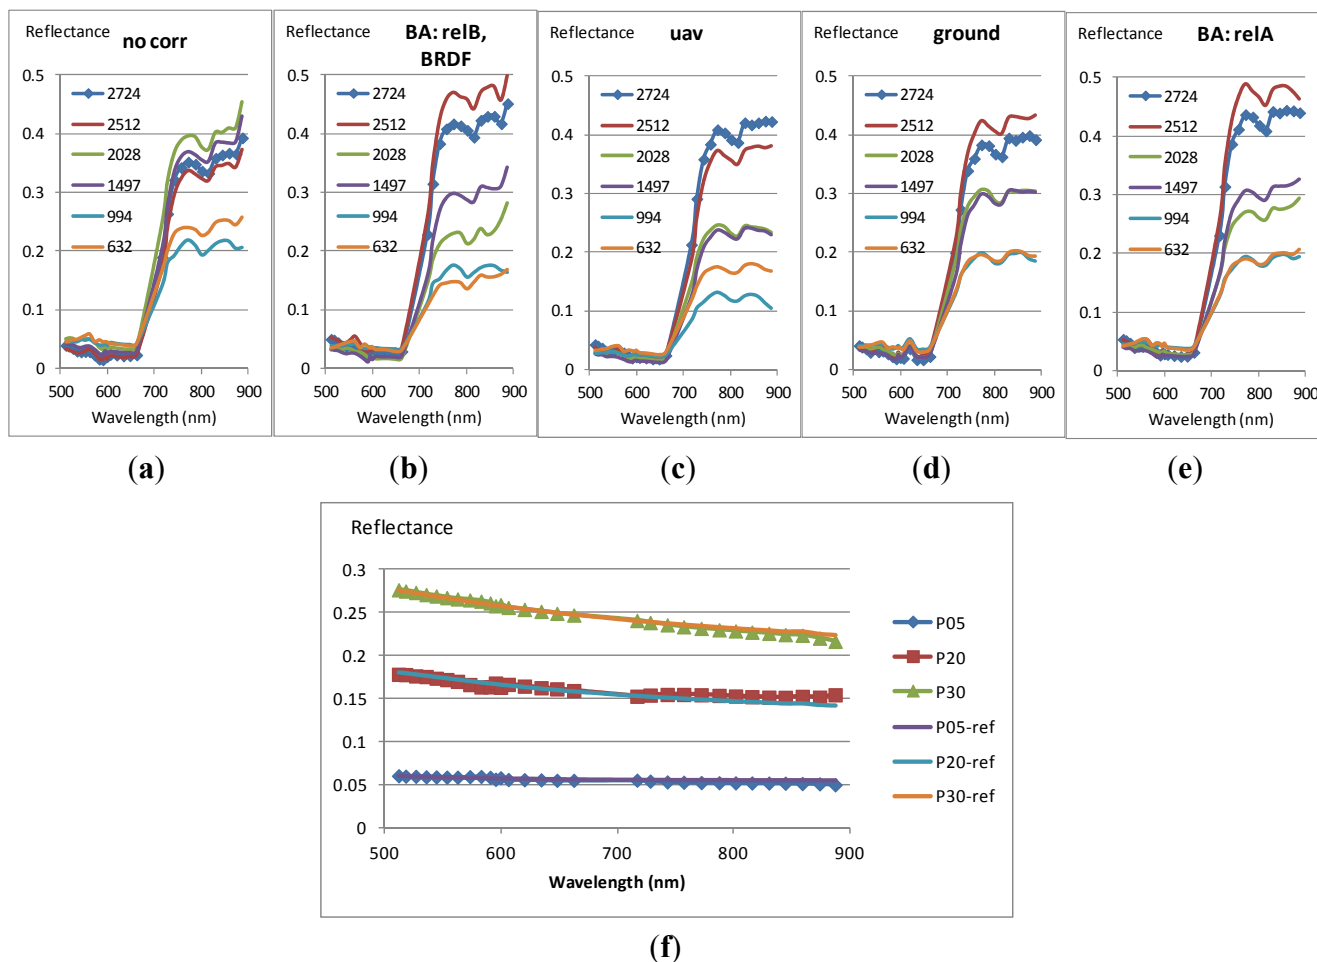 Reflectance
no corr
0.5
0.4
0.3
0.2
0.1
0
2724
2512
2028
1497
994
632
500 600 700 800 900
Wavelength (nm)
(a)
Reflectance
BA: relB,
BRDF
0.5
0.4
0.3
0.2
0.1
0
2724
2512
2028
1497
994
632
500 600 700 800 900
Wavelength (nm)
(b)
Reflectance
uav
0.5
0.4
0.3
0.2
0.1
0
2724
2512
2028
1497
994
632
500 600 700 800 900
Wavelength (nm)
(c)
Reflectance
ground
0.5
0.4
0.3
0.2
0.1
0
2724
2512
2028
1497
994
632
500 600 700 800 900
Wavelength (nm)
(d)
Reflectance
BA: relA
0.5
0.4
0.3
0.2
0.1
0
2724
2512
2028
1497
994
632
500 600 700 800 900
Wavelength (nm)
(e)
Reflectance
0.3
0.25
0.2
0.15
0.1
0.05
0
500 600 700 800 900
Wavelength (nm)
P05
P20
P30
P05-ref
P20-ref
P30-ref
(f)